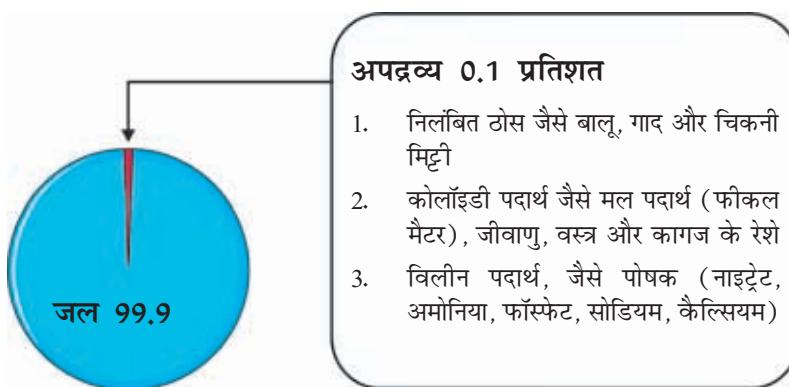 अपद्रव्य 0.1 प्रतिशत
1. निलंबित ठोस जैसे बालू, गाद और चिकनी
मिट्टी
2. कोलॉइडी पदार्थ जैसे मल पदार्थ (फीकल
मैटर), जीवाणु, वस्त्र और कागज के रेशे
3. विलीन पदार्थ, जैसे पोषक (नाइट्रेट,
अमोनिया, फॉस्फेट, सोडियम, कैल्सियम)
जल 99.9